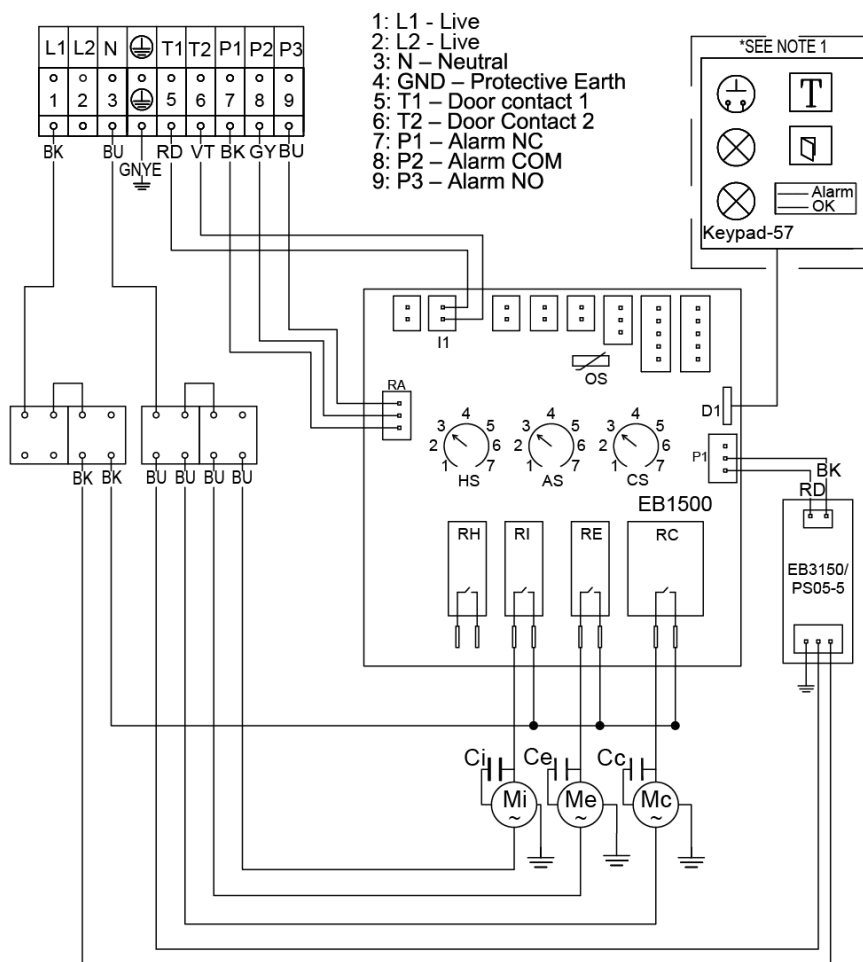 L1 L2 N T1 T2 P1 P2 P3
1 2 3 5 6 7 8 9
BK BU GNYE RD VT BK GY BU
1: L1 - Live
2: L2 - Live
3: N – Neutral
4: GND – Protective Earth
5: T1 – Door contact 1
6: T2 – Door Contact 2
7: P1 – Alarm NC
8: P2 – Alarm COM
9: P3 – Alarm NO
*SEE NOTE 1
T
Alarm
OK
Keypad-57
I1
OS
RA
D1
P1
1 2 3 4 5 6 7
HS
1 2 3 4 5 6 7
AS
1 2 3 4 5 6 7
CS
EB1500
BK
RD
EB3150/
PS05-5
BK BK BU BU BU BU
RH RI RE RC
Ci Ce Cc
Mi Me Mc
~ ~ ~